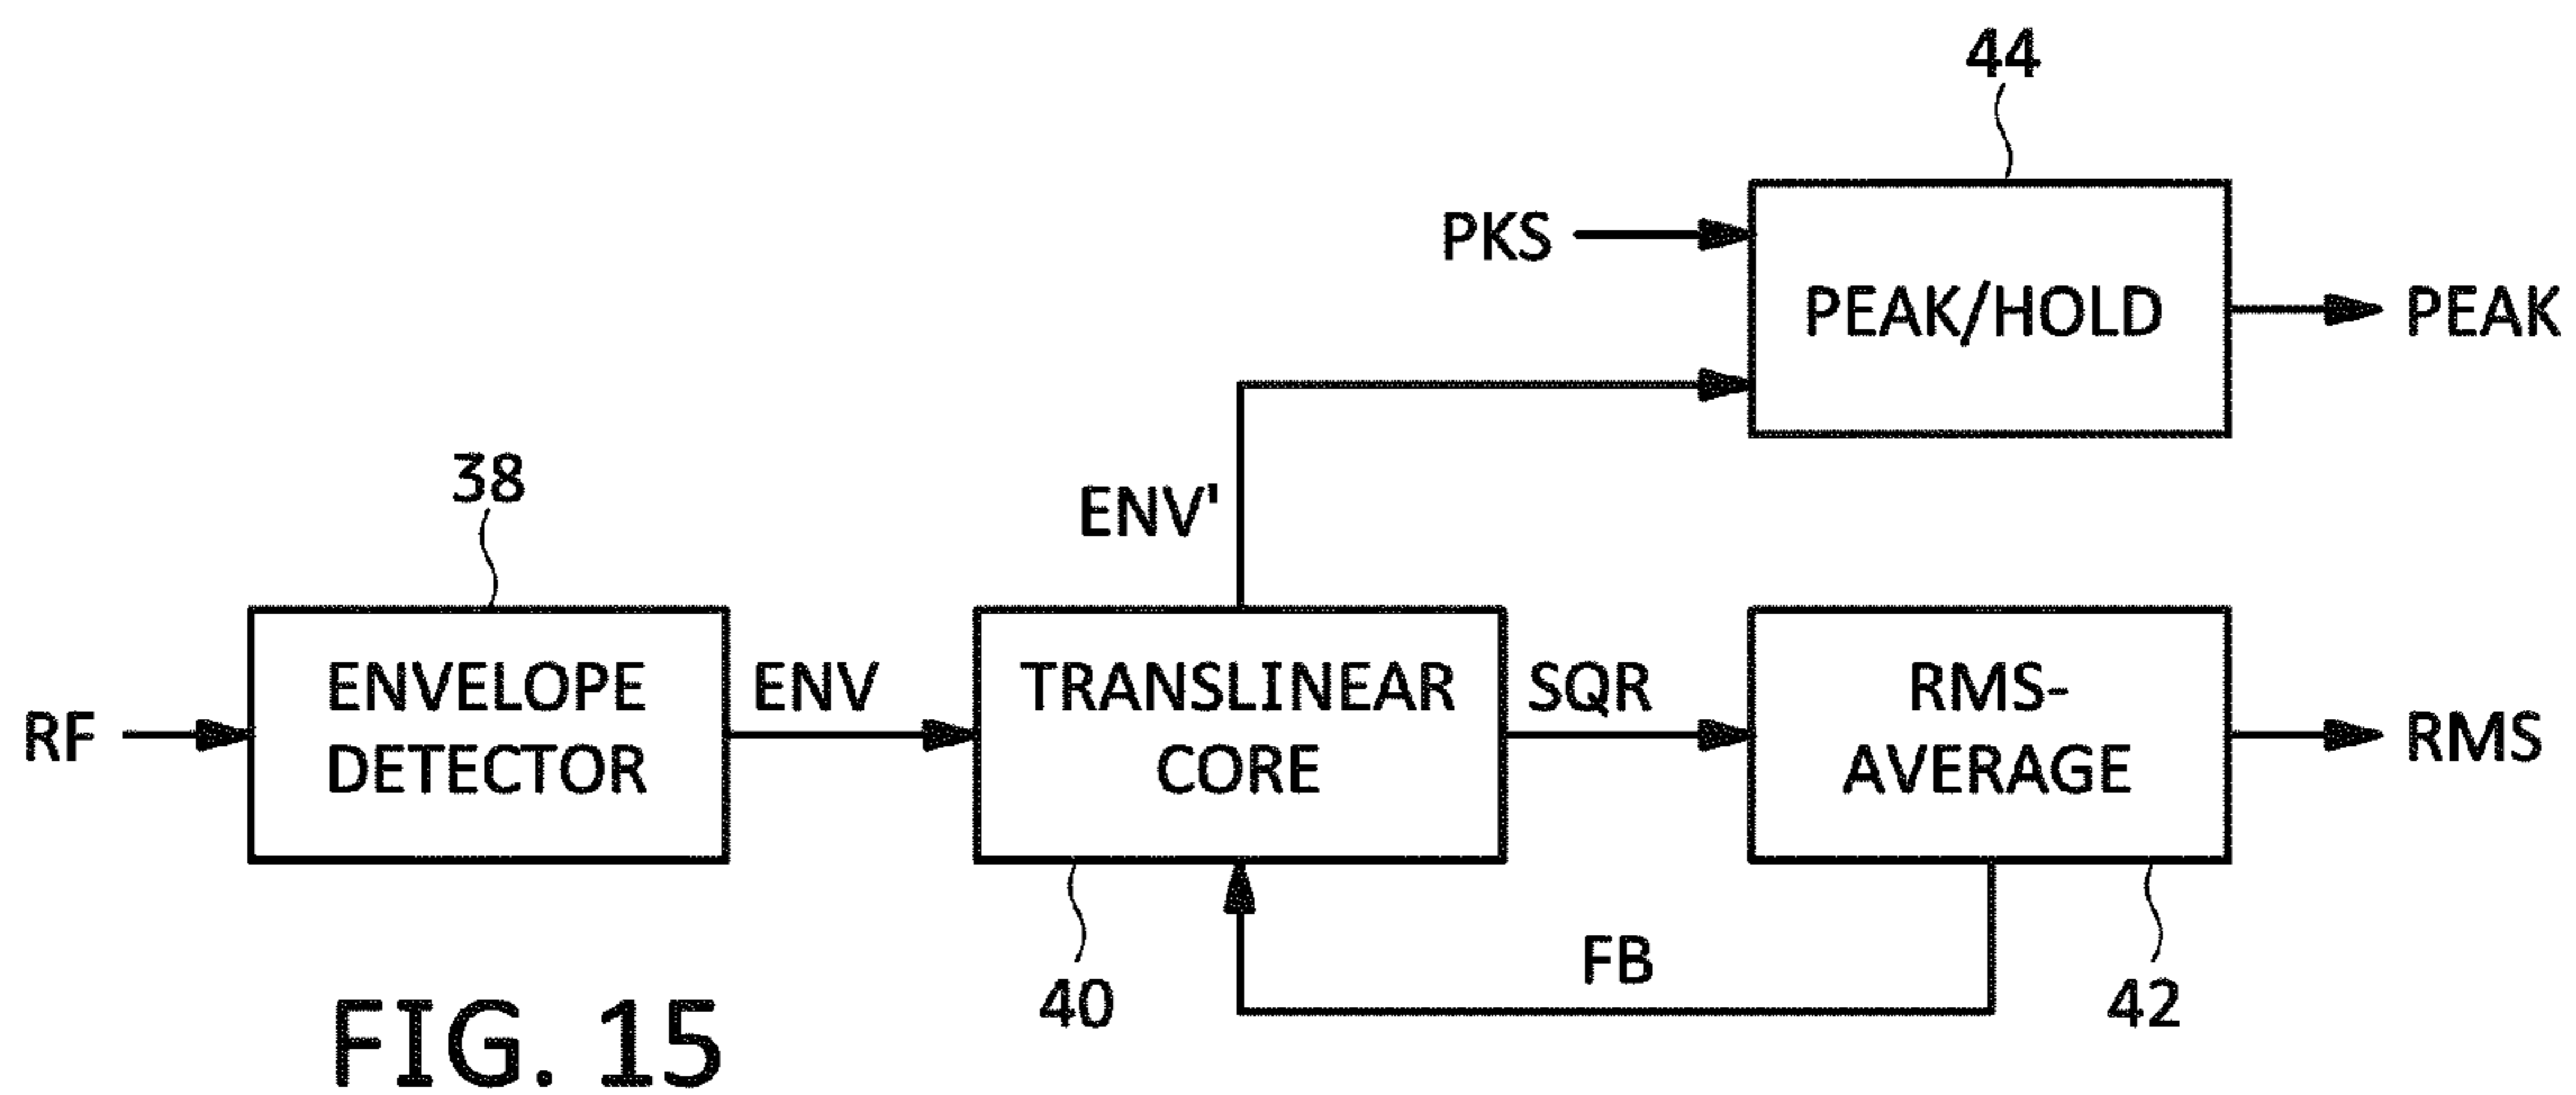 44
PKS
PEAK/HOLD
PEAK
ENV'
38
RF
ENVELOPE
DETECTOR
ENV
TRANSLINEAR
CORE
SQR
RMS-
AVERAGE
RMS
FB
40
42
FIG. 15